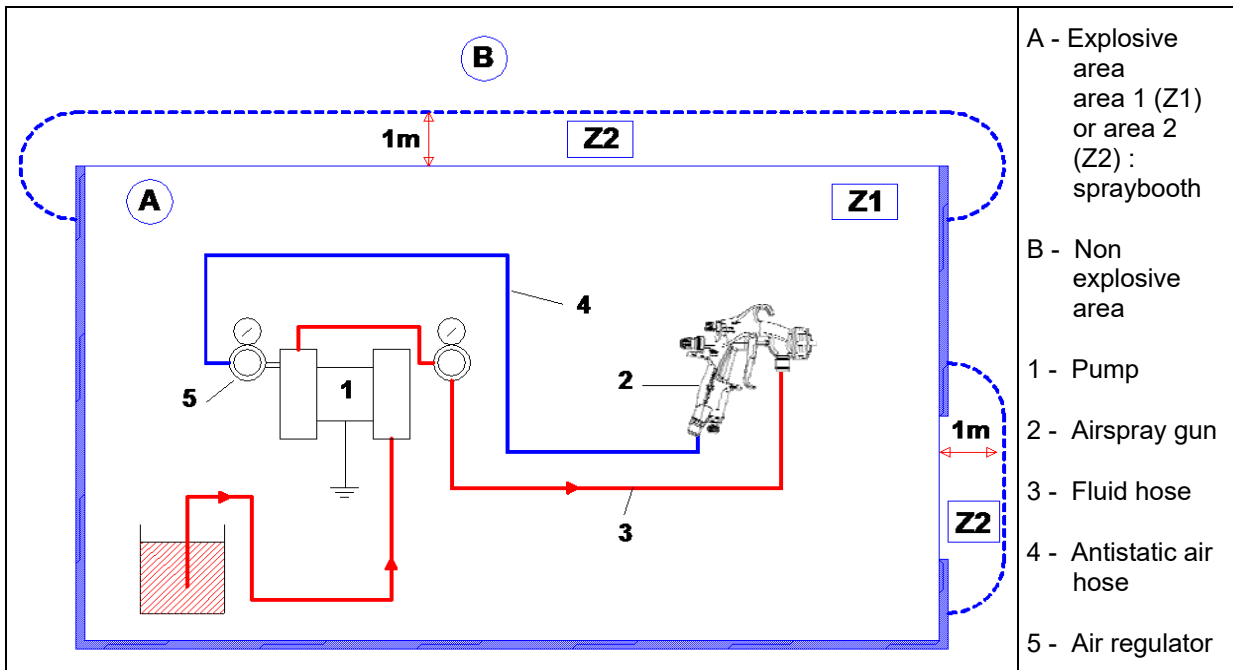 B
1m
Z2
A
Z1
4
5
1
2
1m
3
Z2
A - Explosive
area
area 1 (Z1)
or area 2
(Z2) :
spraybooth
B - Non
explosive
area
1 - Pump
2 - Airspray gun
3 - Fluid hose
4 - Antistatic air
hose
5 - Air regulator